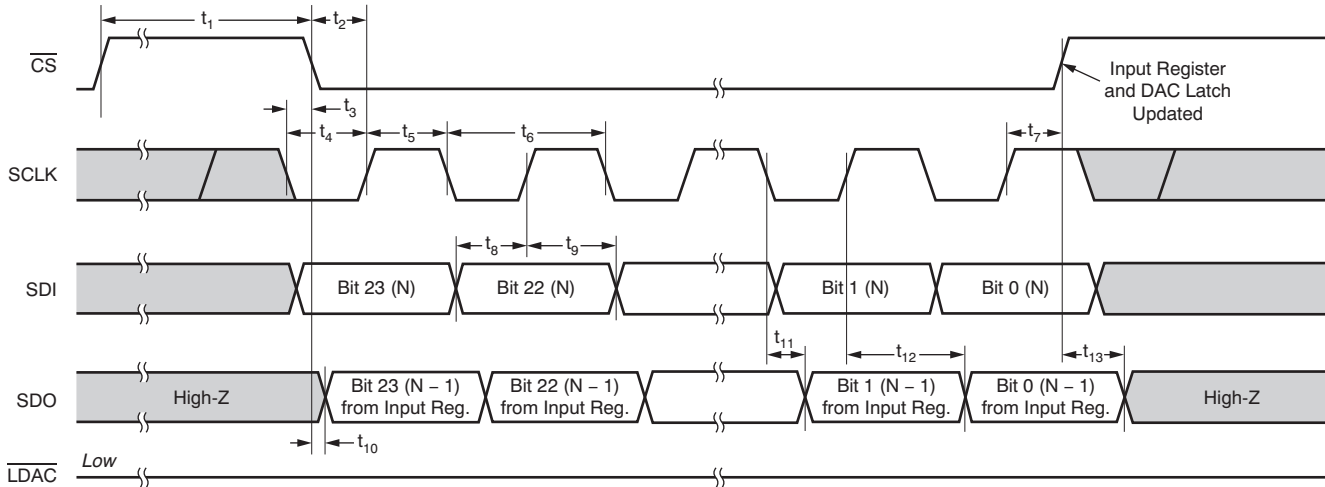 t1
t2
CS
Input Register
and DAC Latch
Updated
t3
t4
t5
t6
t7
SCLK
t8
t9
SDI
Bit 23 (N)
Bit 22 (N)
Bit 1 (N)
Bit 0 (N)
t11
t12
t13
SDO
High-Z
Bit 23 (N – 1)
from Input Reg.
Bit 22 (N – 1)
from Input Reg.
Bit 1 (N – 1)
from Input Reg.
Bit 0 (N – 1)
from Input Reg.
High-Z
t10
LDAC
Low